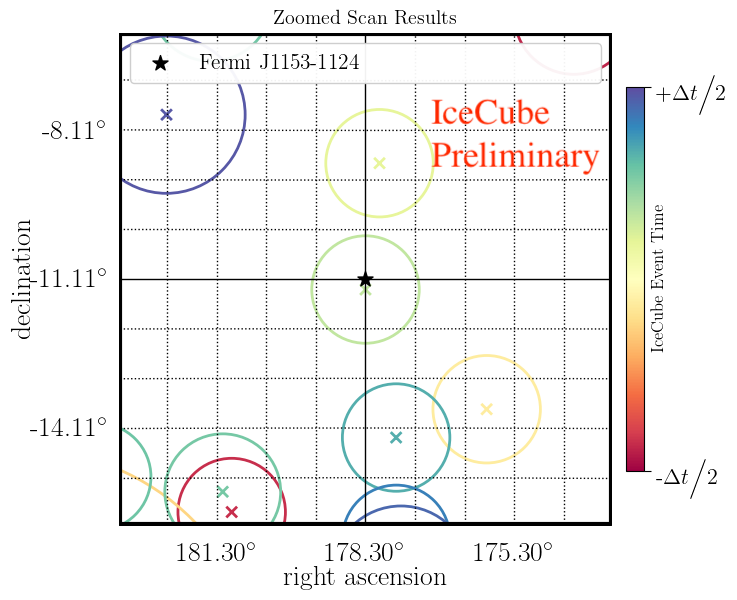 Zoomed Scan Results
Fermi J1153-1124
IceCube
Preliminary
+Δt/2
-8.11°
-11.11°
-14.11°
declination
IceCube Event Time
-Δt/2
181.30°
178.30°
175.30°
right ascension